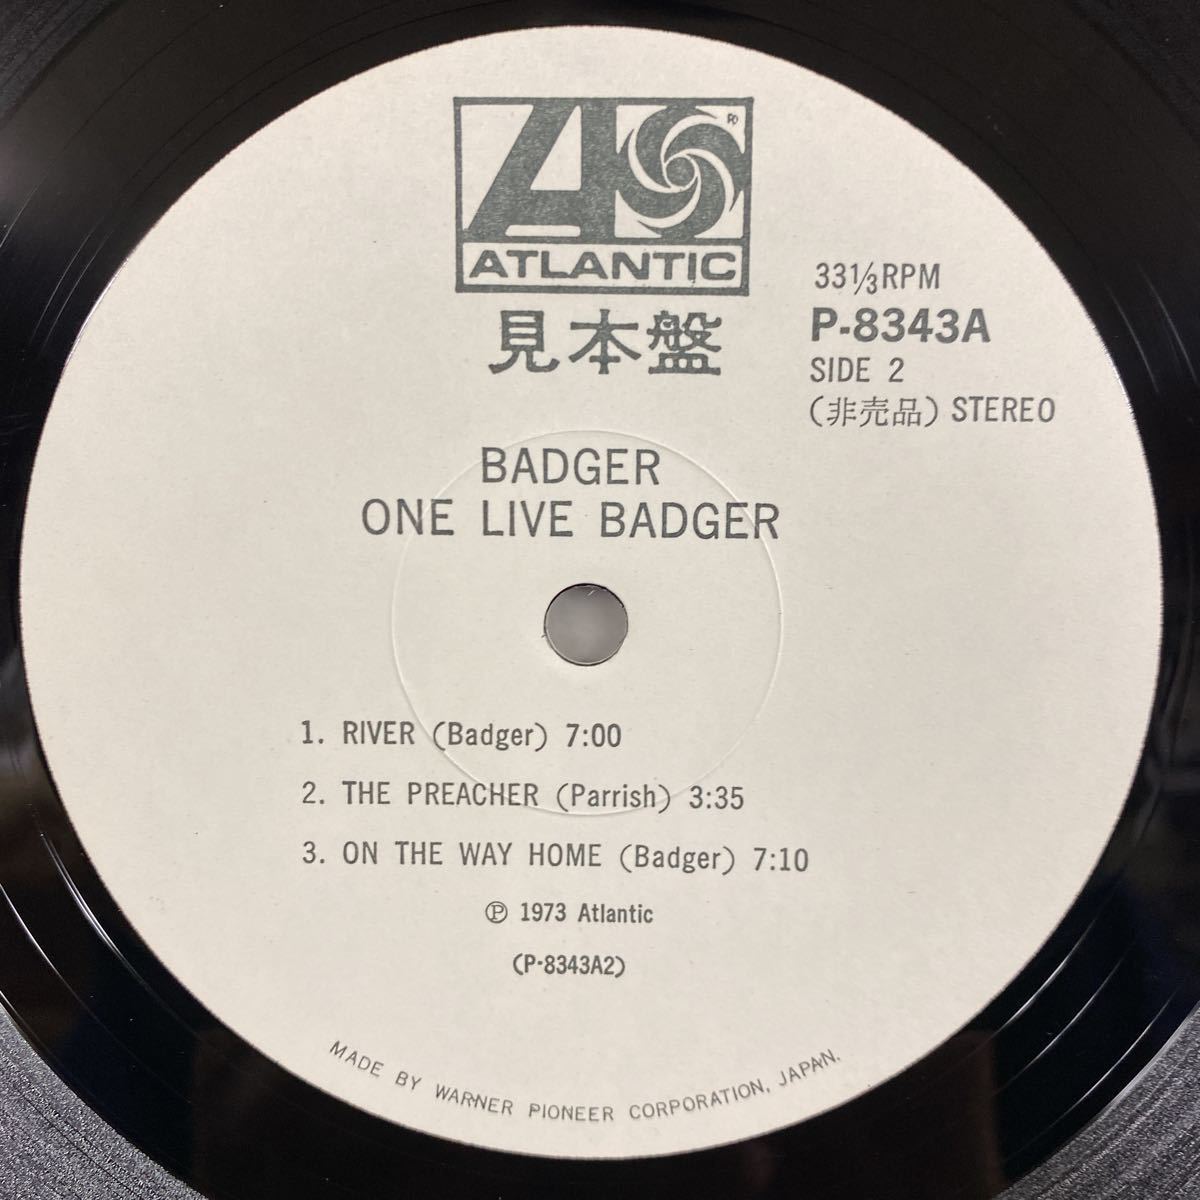 ATLANTIC
見本盤
33⅓RPM
P-8343A
SIDE 2
(非売品) STEREO
BADGER
ONE LIVE BADGER
1. RIVER (Badger) 7:00
2. THE PREACHER (Parrish) 3:35
3. ON THE WAY HOME (Badger) 7:10
℗ 1973 Atlantic
(P-8343A2)
MADE BY WARNER PIONEER CORPORATION, JAPAN.